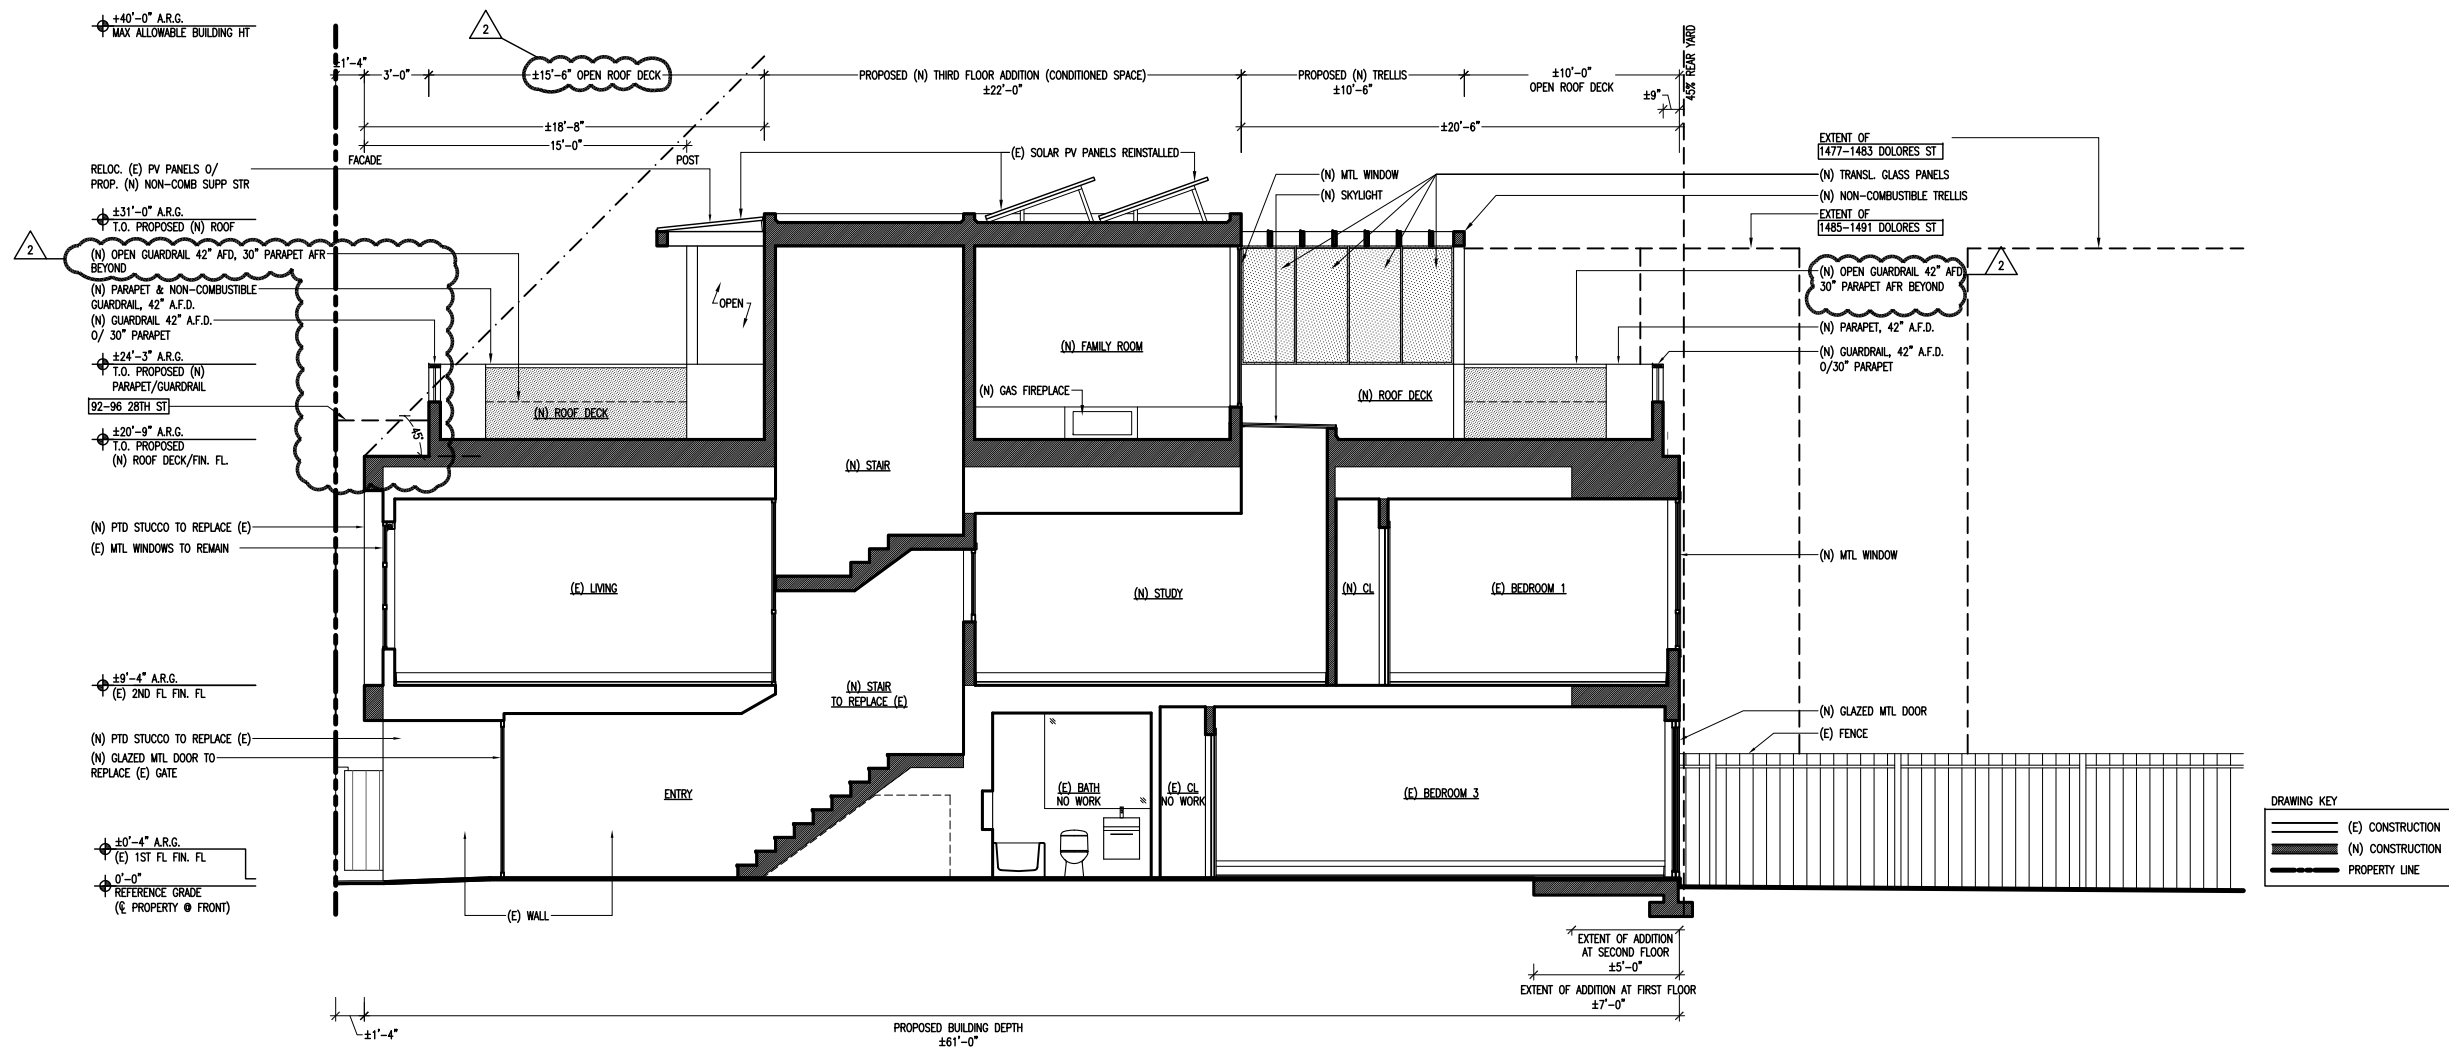 +40'-0" A.R.G.
MAX ALLOWABLE BUILDING HT
2
±1'-4"
3'-0"
±15'-6" OPEN ROOF DECK
PROPOSED (N) THIRD FLOOR ADDITION (CONDITIONED SPACE)
±22'-0"
PROPOSED (N) TRELLIS
±10'-6"
±10'-0"
OPEN ROOF DECK
±9"
45% REAR YARD
±18'-8"
±20'-6"
15'-0"
FACADE
POST
RELOC. (E) PV PANELS O/
PROP. (N) NON-COMB SUPP STR
(E) SOLAR PV PANELS REINSTALLED
(N) MTL WINDOW
(N) SKYLIGHT
EXTENT OF
1477-1483 DOLORES ST
(N) TRANSL. GLASS PANELS
(N) NON-COMBUSTIBLE TRELLIS
EXTENT OF
1485-1491 DOLORES ST
±31'-0" A.R.G.
T.O. PROPOSED (N) ROOF
2
(N) OPEN GUARDRAIL 42" AFD, 30" PARAPET AFR
BEYOND
(N) PARAPET & NON-COMBUSTIBLE
GUARDRAIL, 42" A.F.D.
(N) GUARDRAIL 42" A.F.D.
O/ 30" PARAPET
±24'-3" A.R.G.
T.O. PROPOSED (N)
PARAPET/GUARDRAIL
92-96 28TH ST
±20'-9" A.R.G.
T.O. PROPOSED
(N) ROOF DECK/FIN. FL.
45°
OPEN
(N) ROOF DECK
(N) FAMILY ROOM
(N) GAS FIREPLACE
(N) ROOF DECK
(N) OPEN GUARDRAIL 42" AFD
30" PARAPET AFR BEYOND
2
(N) PARAPET, 42" A.F.D.
(N) GUARDRAIL, 42" A.F.D.
O/30" PARAPET
(N) STAIR
(N) PTD STUCCO TO REPLACE (E)
(E) MTL WINDOWS TO REMAIN
(E) LIVING
(N) STUDY
(N) CL
(E) BEDROOM 1
(N) MTL WINDOW
±9'-4" A.R.G.
(E) 2ND FL FIN. FL
(N) STAIR
TO REPLACE (E)
(N) GLAZED MTL DOOR
(E) FENCE
(N) PTD STUCCO TO REPLACE (E)
(N) GLAZED MTL DOOR TO
REPLACE (E) GATE
ENTRY
(E) BATH
NO WORK
(E) CL
NO WORK
(E) BEDROOM 3
±0'-4" A.R.G.
(E) 1ST FL FIN. FL
0'-0"
REFERENCE GRADE
(℄ PROPERTY @ FRONT)
(E) WALL
DRAWING KEY
(E) CONSTRUCTION
(N) CONSTRUCTION
PROPERTY LINE
EXTENT OF ADDITION
AT SECOND FLOOR
±5'-0"
EXTENT OF ADDITION AT FIRST FLOOR
±7'-0"
±1'-4"
PROPOSED BUILDING DEPTH
±61'-0"